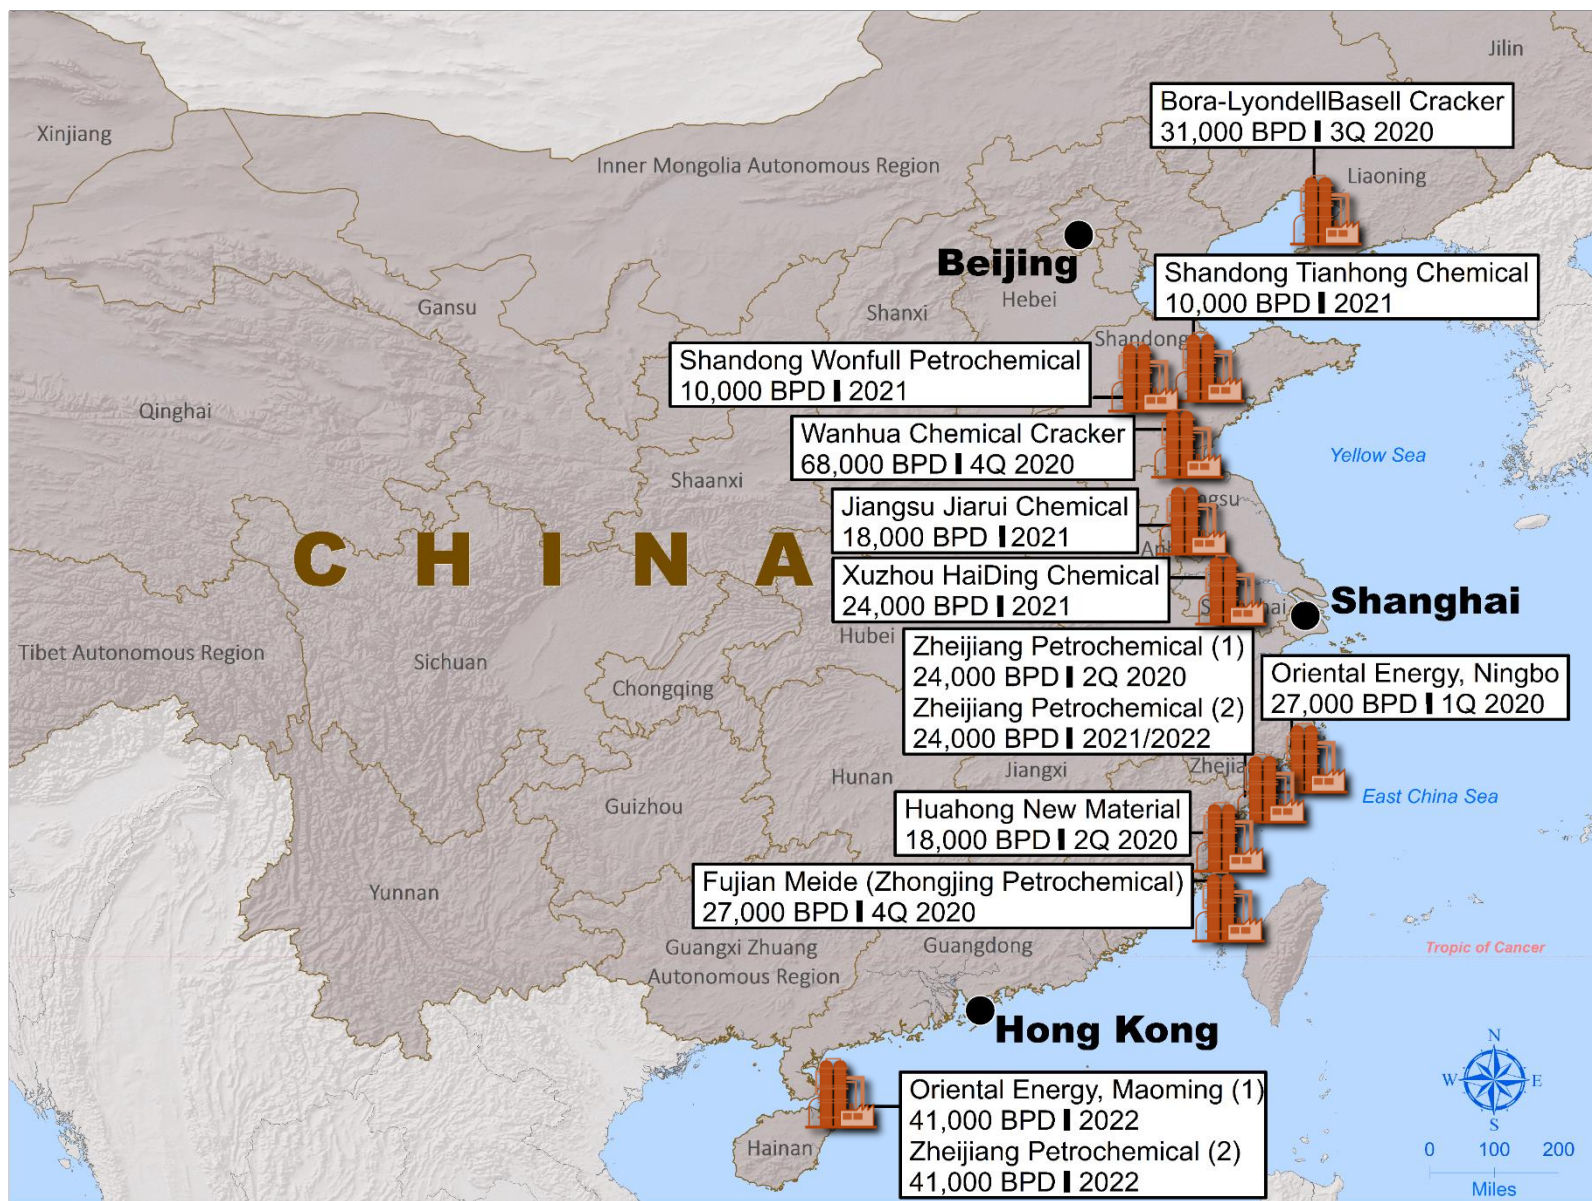 Jilin
Bora-LyondellBasell Cracker
31,000 BPD ❙ 3Q 2020
Xinjiang
Inner Mongolia Autonomous Region
Liaoning
Beijing
Shandong Tianhong Chemical
10,000 BPD ❙ 2021
Hebei
Gansu
Shanxi
Shandong
Shandong Wonfull Petrochemical
10,000 BPD ❙ 2021
Qinghai
Wanhua Chemical Cracker
68,000 BPD ❙ 4Q 2020
Yellow Sea
Shaanxi
Jiangsu Jiarui Chemical
18,000 BPD ❙ 2021
CHINA
Xuzhou HaiDing Chemical
24,000 BPD ❙ 2021
Shanghai
Hubei
Tibet Autonomous Region
Sichuan
Chongqing
Zheijiang Petrochemical (1)
24,000 BPD ❙ 2Q 2020
Zheijiang Petrochemical (2)
24,000 BPD ❙ 2021/2022
Oriental Energy, Ningbo
27,000 BPD ❙ 1Q 2020
Hunan
Jiangxi
Guizhou
East China Sea
Huahong New Material
18,000 BPD ❙ 2Q 2020
Yunnan
Fujian Meide (Zhongjing Petrochemical)
27,000 BPD ❙ 4Q 2020
Guangxi Zhuang
Autonomous Region
Guangdong
Tropic of Cancer
Hong Kong
Oriental Energy, Maoming (1)
41,000 BPD ❙ 2022
Zheijiang Petrochemical (2)
41,000 BPD ❙ 2022
Hainan
N
W E
S
0 100 200
Miles